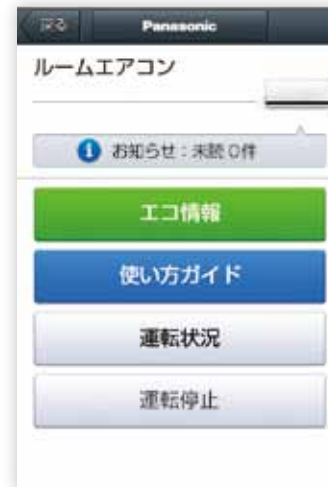 戻る
Panasonic
ルームエアコン
お知らせ：未読 0件
エコ情報
使い方ガイド
運転状況
運転停止